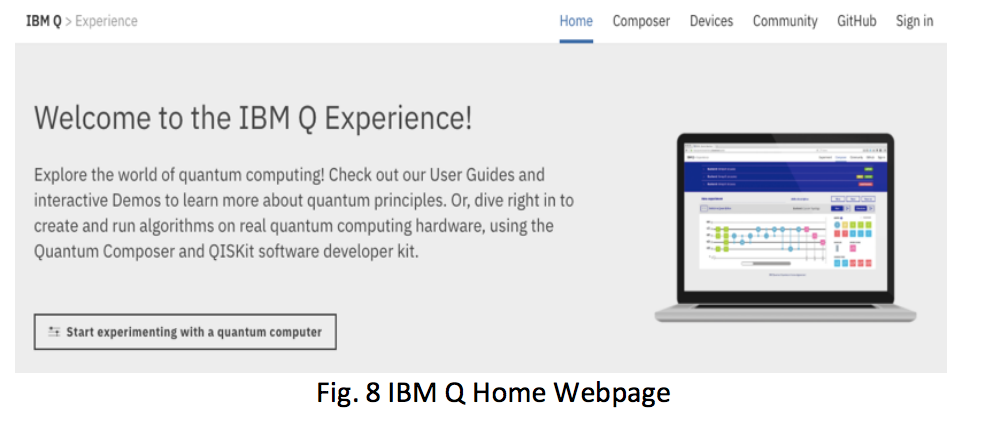 IBM Q > Experience
Home Composer Devices Community GitHub Sign in
Welcome to the IBM Q Experience!
Explore the world of quantum computing! Check out our User Guides and
interactive Demos to learn more about quantum principles. Or, dive right in to
create and run algorithms on real quantum computing hardware, using the
Quantum Composer and QISKit software developer kit.
Start experimenting with a quantum computer
Fig. 8 IBM Q Home Webpage